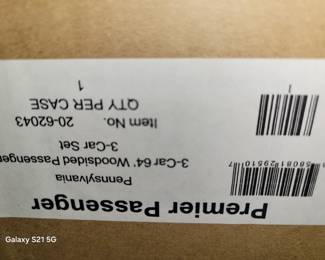 Premier Passenger
Pennsylvania
3-Car 64' Woodsided Passenger
3-Car Set
Item No. 20-62043
QTY PER CASE
1
1
Galaxy S21 5G